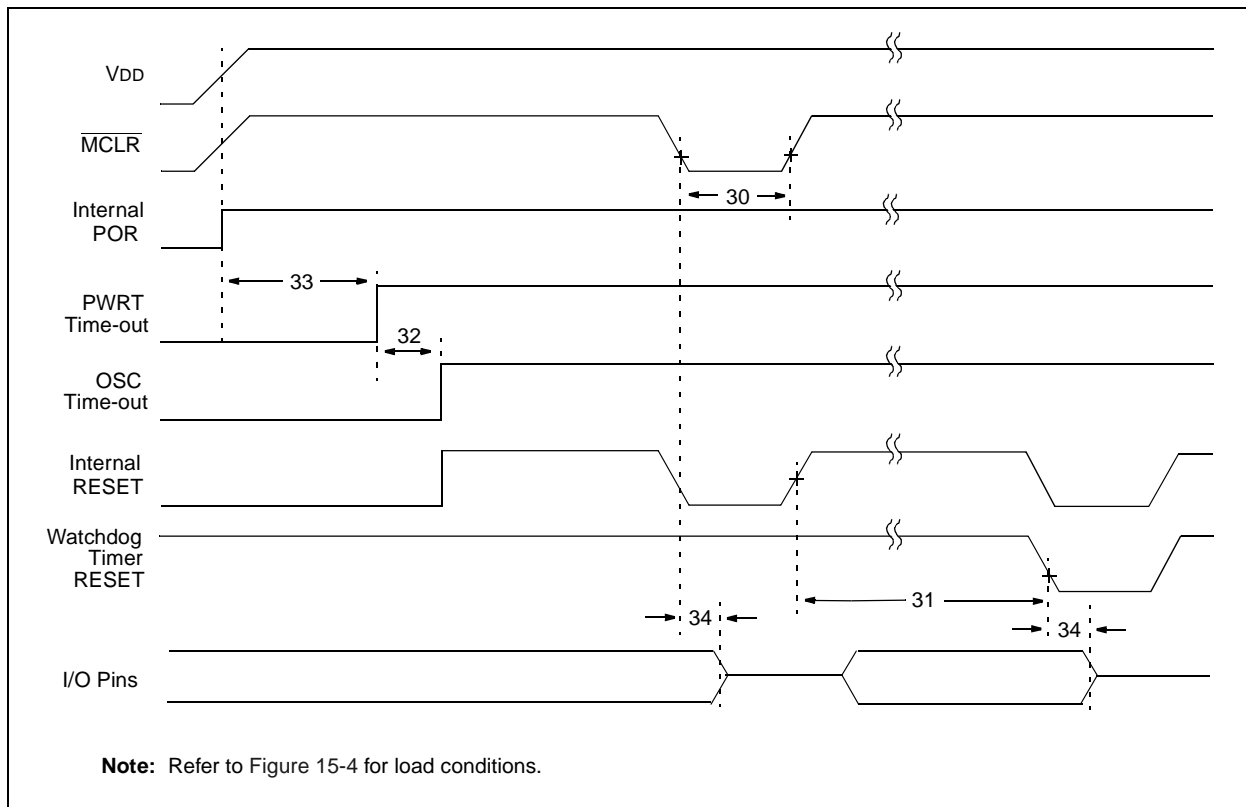 VDD
MCLR
30
Internal
POR
33
PWRT
Time-out
32
OSC
Time-out
Internal
RESET
Watchdog
Timer
RESET
31
34
34
I/O Pins
Note: Refer to Figure 15-4 for load conditions.